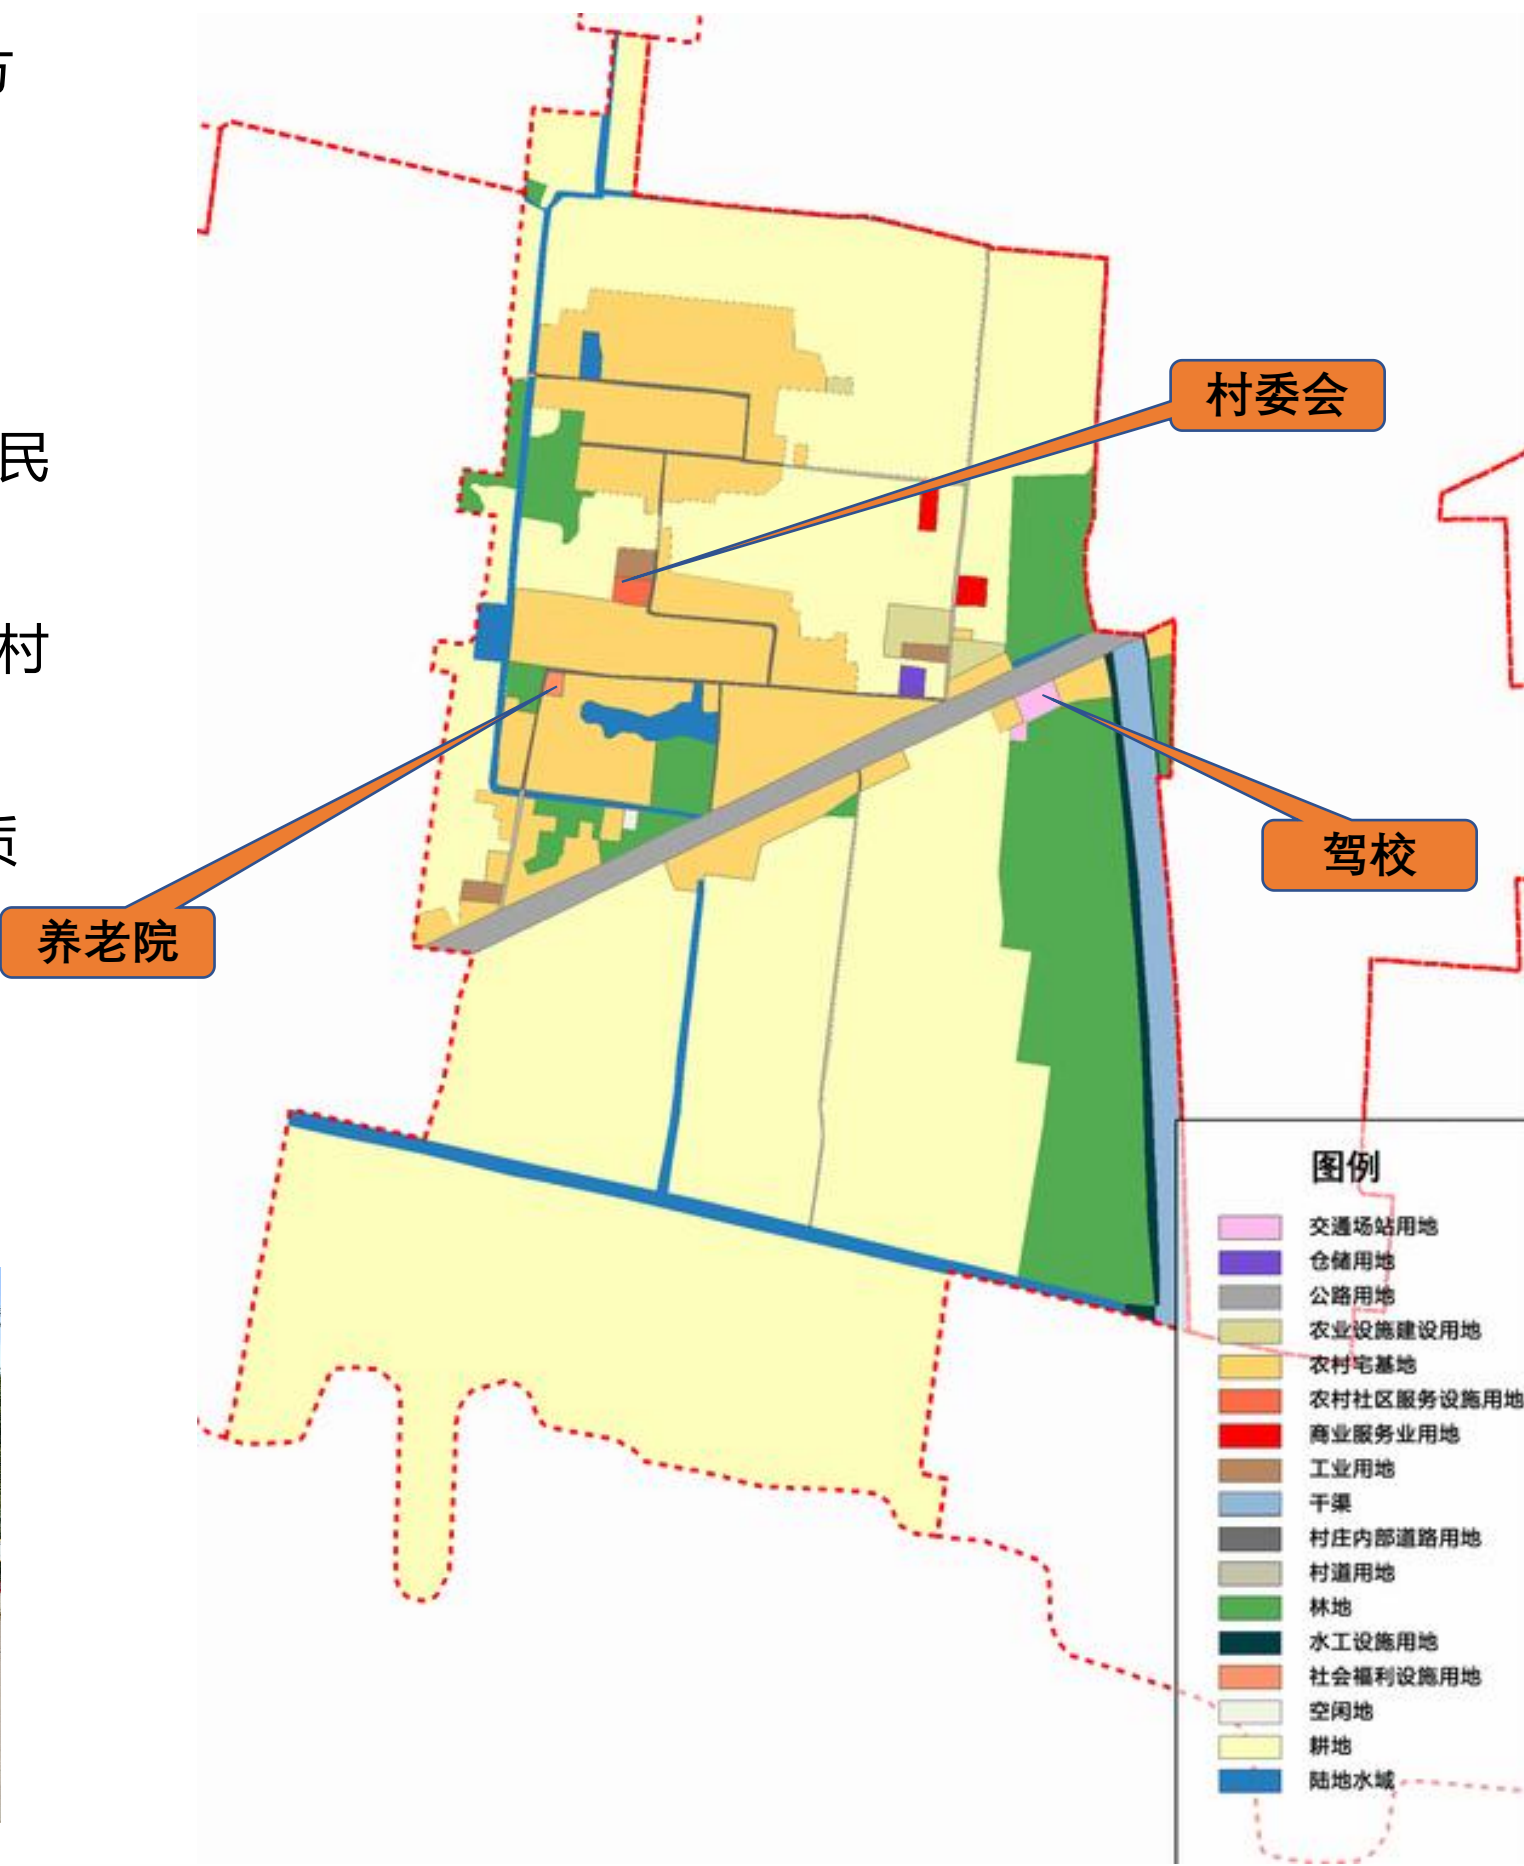 方
民
村
质
村委会
驾校
养老院
图例
交通场站用地
仓储用地
公路用地
农业设施建设用地
农村宅基地
农村社区服务设施用地
商业服务业用地
工业用地
干渠
村庄内部道路用地
村道用地
林地
水工设施用地
社会福利设施用地
空闲地
耕地
陆地水域